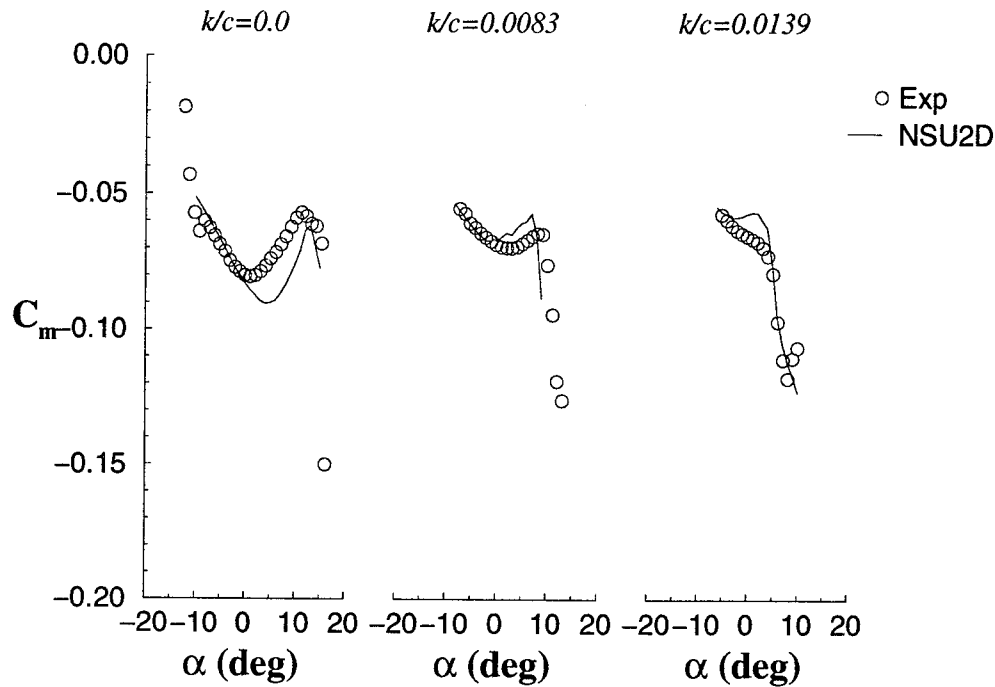 k/c=0.0 k/c=0.0083 k/c=0.0139
0.00
Exp
NSU2D
−0.05
Cm −0.10
−0.15
−0.20
−20 −10 0 10 20 −20 −10 0 10 20 −20 −10 0 10 20
α (deg) α (deg) α (deg)